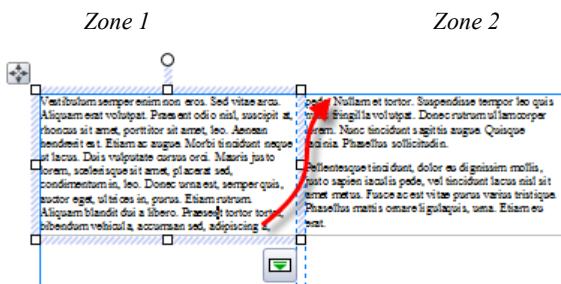 Zone 1
Zone 2
Vestibulum semper enim non eros. Sed vitae arcu.
Aliquam erat volutpat. Praesent odio nisl, suscipit at,
rhoncus sit amet, porttitor sit amet, leo. Aenean
hendrerit est. Etiam ac augue. Morbi tincidunt neque
ut lacus. Duis vulputate cursus orci. Mauris justo
lorem, scelerisque sit amet, placerat sed,
condimentum in, leo. Donec urna est, semper quis,
auctor eget, ultrices in, purus. Etiam rutrum.
Aliquam blandit dui a libero. Praesent tortor tortor,
bibendum vehicula, accumsan sed, adipiscing a,
Nullam et tortor. Suspendisse tempor leo quis
fringilla volutpat. Donec rutrum ullamcorper
lorem. Nunc tincidunt sagittis augue. Quisque
lacinia. Phasellus sollicitudin.
Pellentesque tincidunt, dolor eu dignissim mollis,
justo sapien iaculis pede, vel tincidunt lacus nisl sit
amet metus. Fusce ac est vitae purus varius tristique.
Phasellus mattis ornare ligula quis, urna. Etiam eu
erat.